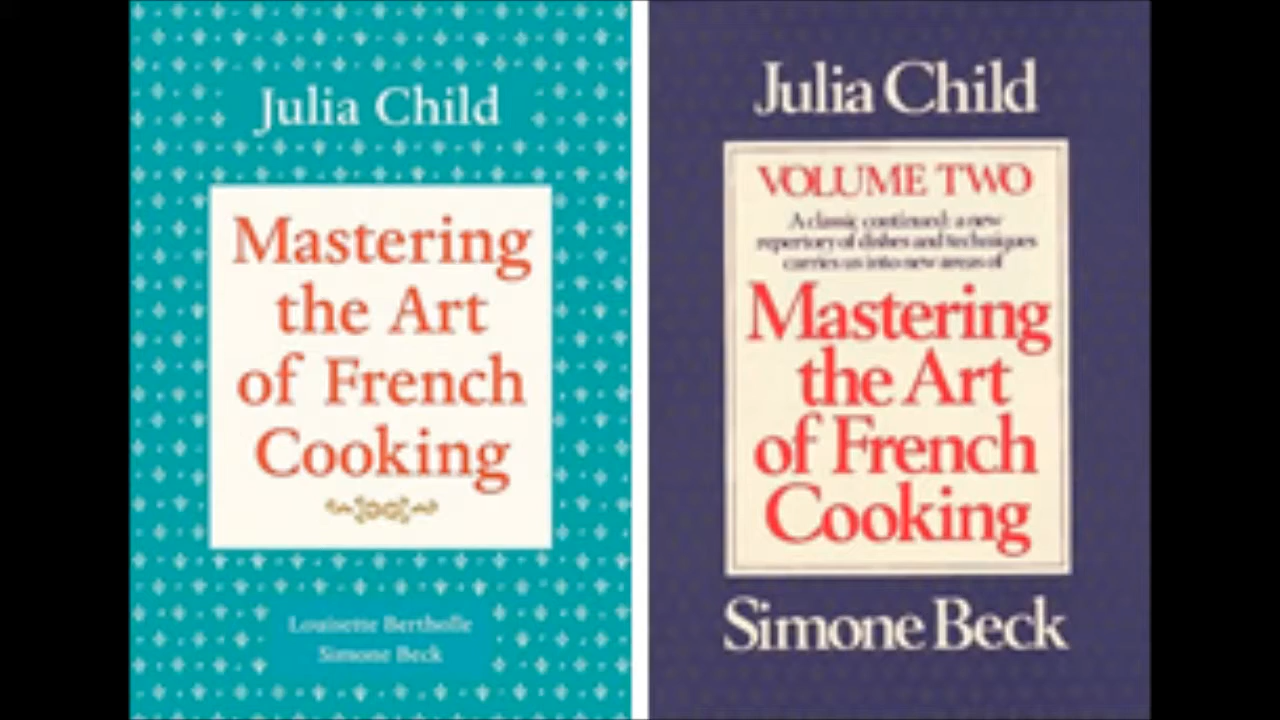 Julia Child
Mastering
the Art
of French
Cooking
Louisette Bertholle
Simone Beck
Julia Child
VOLUME TWO
A classic continued: a new
repertory of dishes and techniques
carries us into new areas of
Mastering
the Art
of French
Cooking
Simone Beck